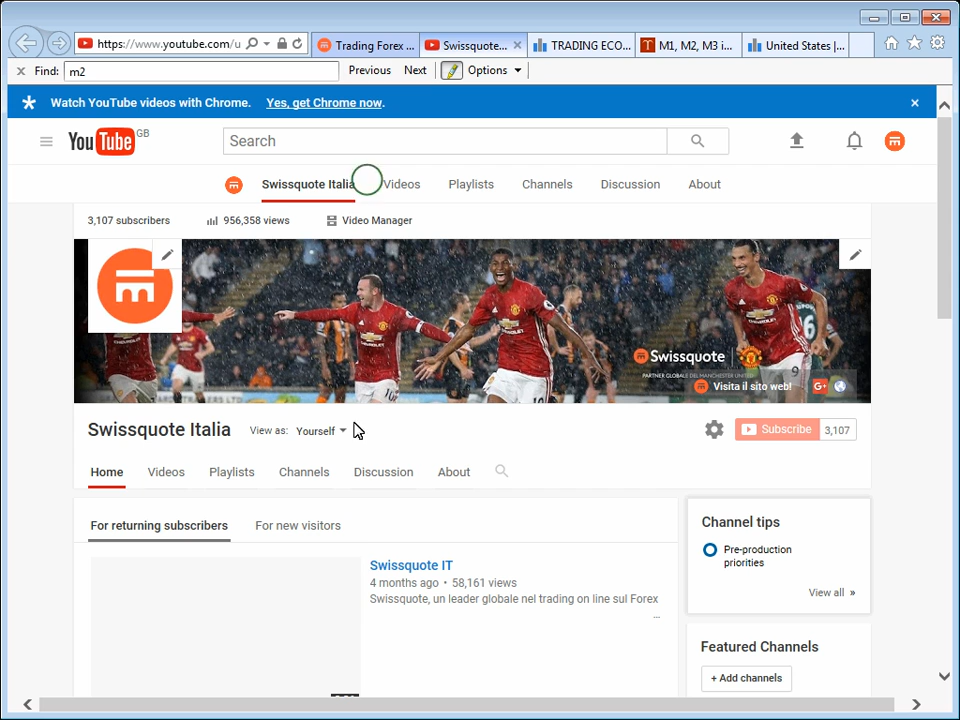 https://www.youtube.com/u
Trading Forex ...
Swissquote...
TRADING ECO...
M1, M2, M3 i...
United States |...
Find: m2
Previous
Next
Options
Watch YouTube videos with Chrome. Yes, get Chrome now.
YouTube GB
Search
Swissquote Italia
Videos
Playlists
Channels
Discussion
About
3,107 subscribers
956,358 views
Video Manager
CHEVROLET
Swissquote
PARTNER GLOBALE DEL MANCHESTER UNITED
Visita il sito web!
Swissquote Italia
View as: Yourself
Subscribe 3,107
Home
Videos
Playlists
Channels
Discussion
About
For returning subscribers
For new visitors
Swissquote IT
4 months ago • 58,161 views
Swissquote, un leader globale nel trading on line sul Forex
...
Channel tips
Pre-production
priorities
View all »
Featured Channels
+ Add channels